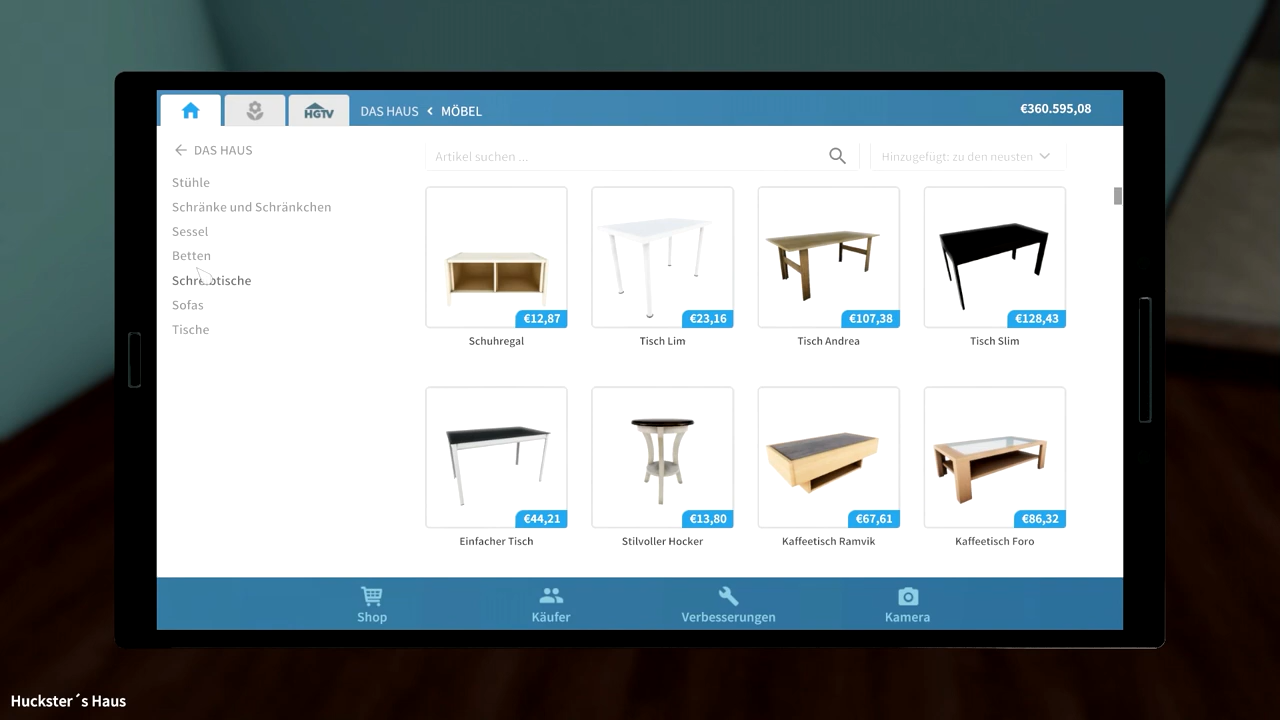 HGTV
DAS HAUS < MÖBEL
€360.595,08
← DAS HAUS
Stühle
Schränke und Schränkchen
Sessel
Betten
Schreibtische
Sofas
Tische
Artikel suchen ...
Hinzugefügt: zu den neusten
€12,87
€23,16
€107,38
€128,43
Schuhregal
Tisch Lim
Tisch Andrea
Tisch Slim
€44,21
€13,80
€67,61
€86,32
Einfacher Tisch
Stilvoller Hocker
Kaffeetisch Ramvik
Kaffeetisch Foro
Shop
Käufer
Verbesserungen
Kamera
Huckster´s Haus